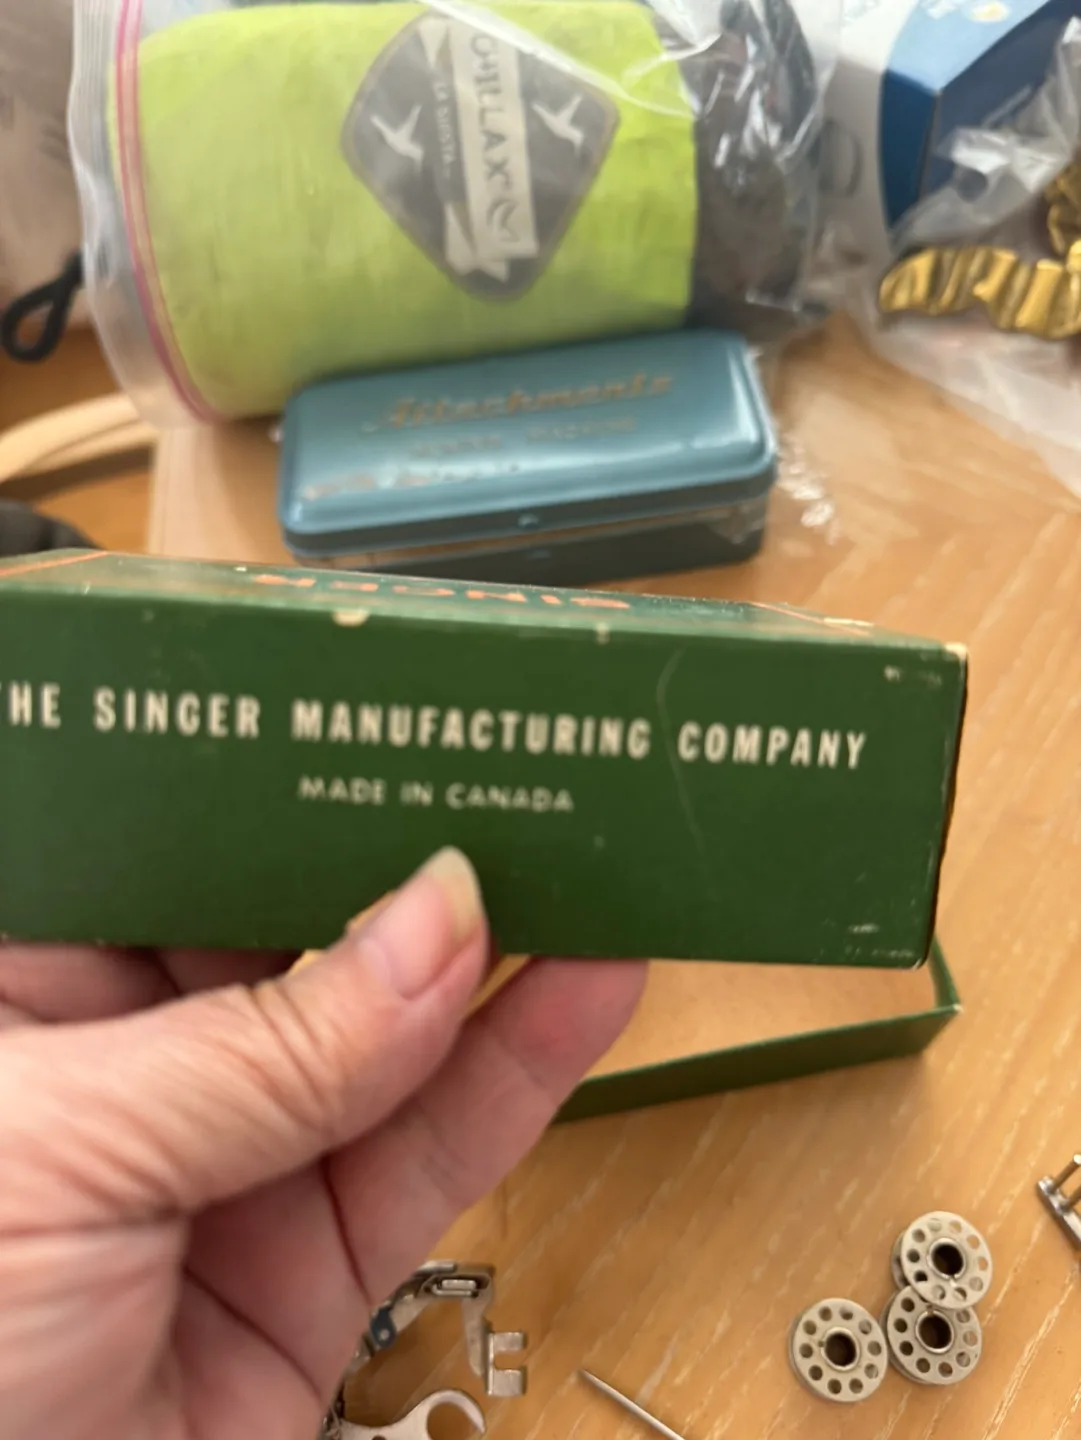 CHILLAX
Attachments
SINGER
THE SINGER MANUFACTURING COMPANY
MADE IN CANADA